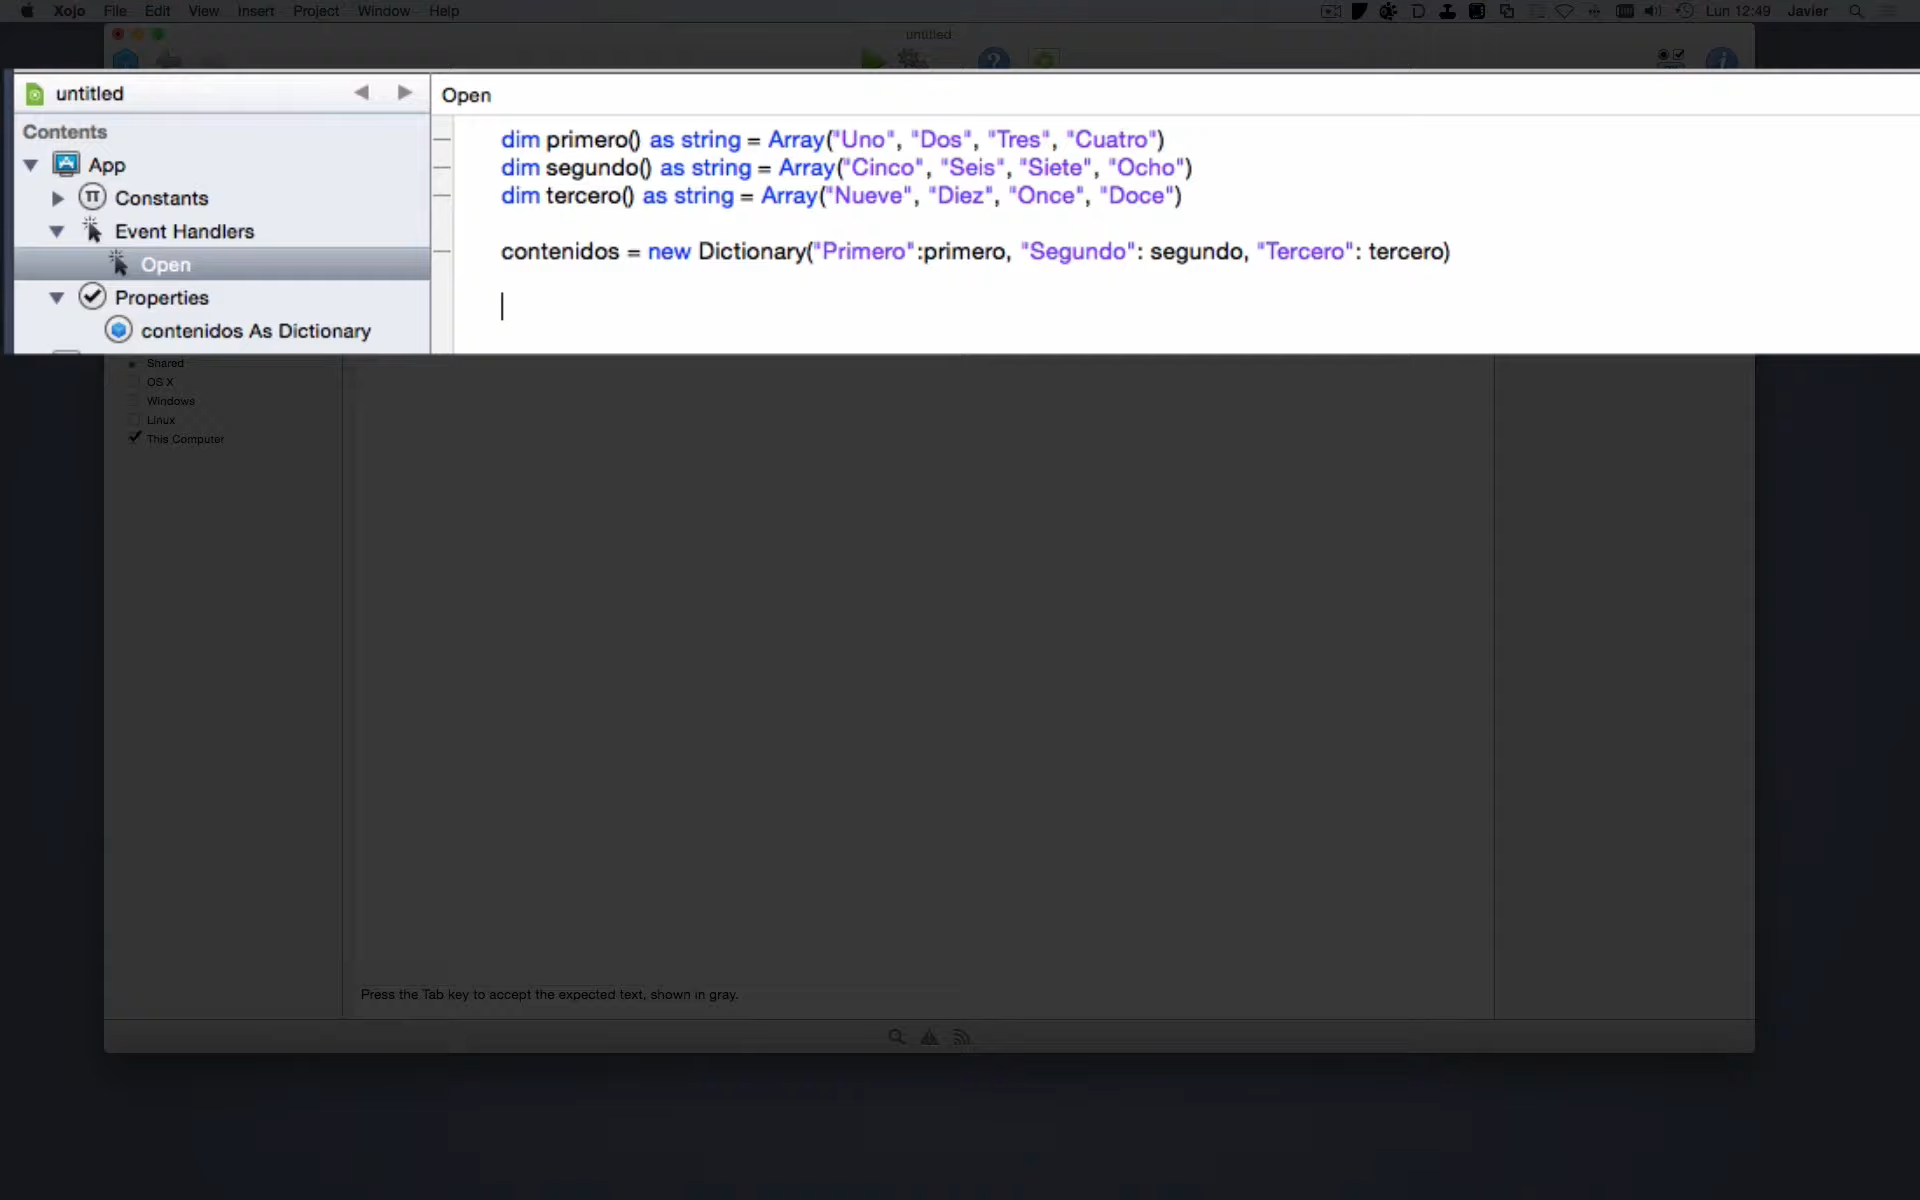 Xojo File Edit View Insert Project Window Help
Lun 12:49 Javier
untitled
untitled
Open
Contents
App
Constants
Event Handlers
Open
Properties
contenidos As Dictionary
dim primero() as string = Array("Uno", "Dos", "Tres", "Cuatro")
dim segundo() as string = Array("Cinco", "Seis", "Siete", "Ocho")
dim tercero() as string = Array("Nueve", "Diez", "Once", "Doce")
contenidos = new Dictionary("Primero":primero, "Segundo": segundo, "Tercero": tercero)
Shared
OS X
Windows
Linux
This Computer
Press the Tab key to accept the expected text, shown in gray.